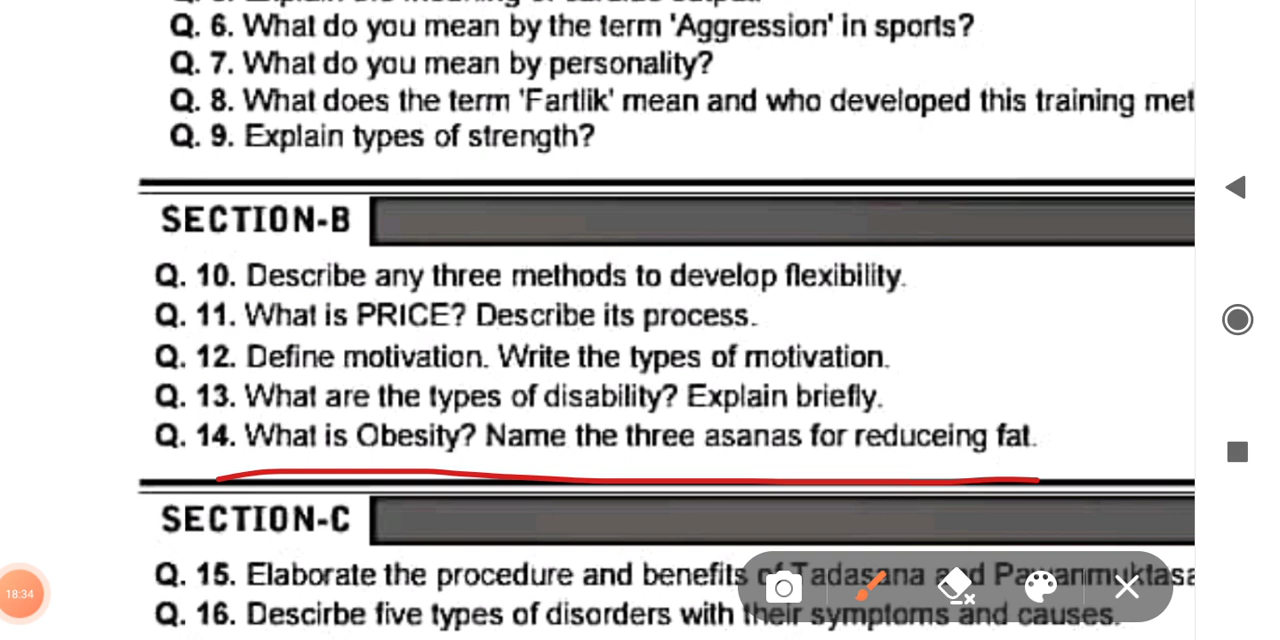 Q. 6. What do you mean by the term 'Aggression' in sports?
Q. 7. What do you mean by personality?
Q. 8. What does the term 'Fartlik' mean and who developed this training met
Q. 9. Explain types of strength?
SECTION-B
Q. 10. Describe any three methods to develop flexibility.
Q. 11. What is PRICE? Describe its process.
Q. 12. Define motivation. Write the types of motivation.
Q. 13. What are the types of disability? Explain briefly.
Q. 14. What is Obesity? Name the three asanas for reduceing fat.
SECTION-C
Q. 15. Elaborate the procedure and benefits of Tadasana and Pawanmuktasa
Q. 16. Descirbe five types of disorders with their symptoms and causes.
18:34